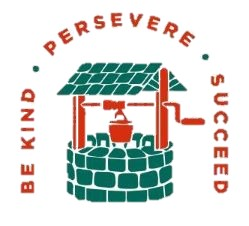 BE KIND • PERSEVERE • SUCCEED